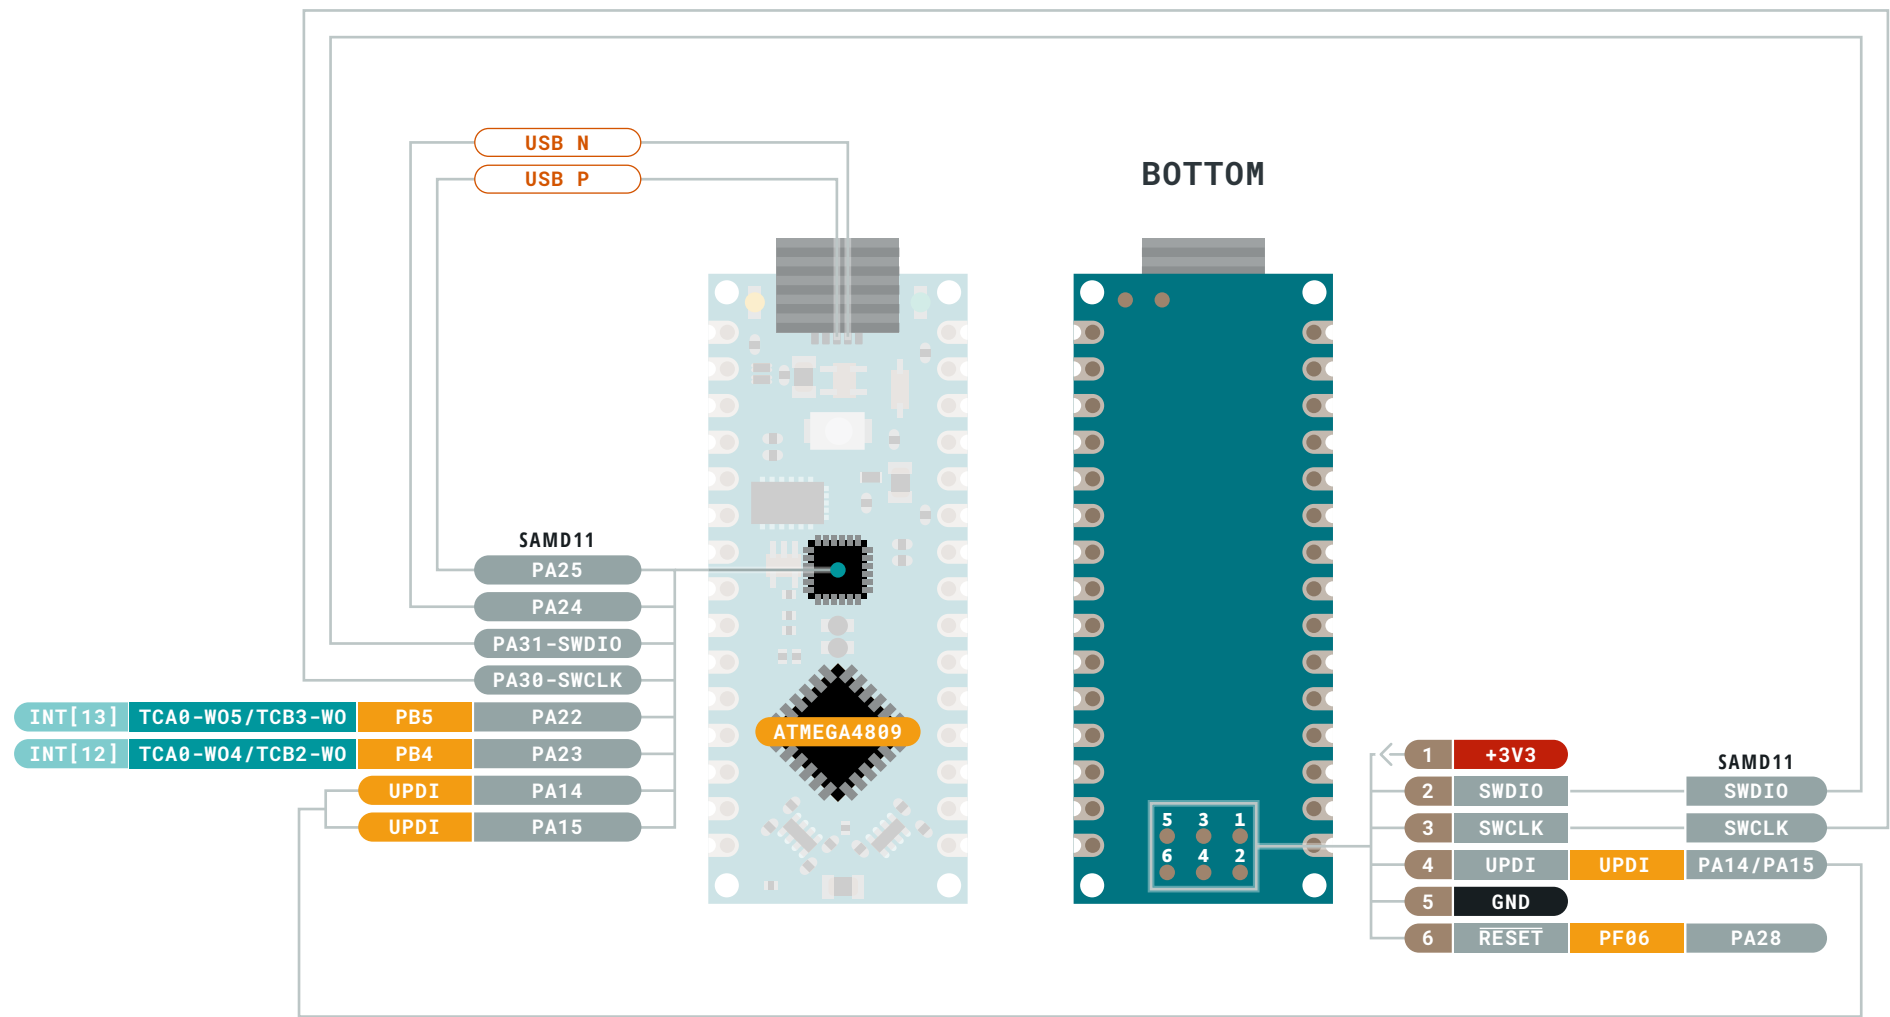 USB N
USB P
BOTTOM
SAMD11
PA25
PA24
PA31-SWDIO
PA30-SWCLK
INT[13] TCA0-WO5/TCB3-WO PB5 PA22
INT[12] TCA0-WO4/TCB2-WO PB4 PA23
UPDI PA14
UPDI PA15
ATMEGA4809
5 3 1
6 4 2
SAMD11
1 +3V3
2 SWDIO SWDIO
3 SWCLK SWCLK
4 UPDI UPDI PA14/PA15
5 GND
6 RESET PF06 PA28